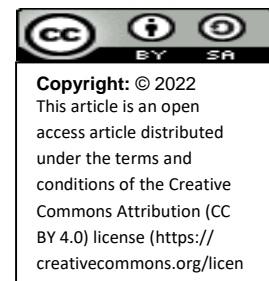 cc
BY SA
Copyright: © 2022
This article is an open
access article distributed
under the terms and
conditions of the Creative
Commons Attribution (CC
BY 4.0) license (https://
creativecommons.org/licen